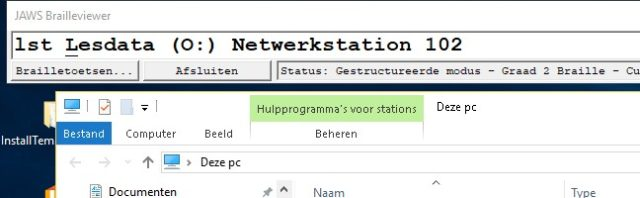 JAWS Brailleviewer
lst Lesdata (O:) Netwerkstation 102
Brailletoetsen... Afsluiten Status: Gestructureerde modus - Graad 2 Braille - Cu
Hulpprogramma's voor stations Deze pc
InstallTem
Bestand Computer Beeld Beheren
Deze pc
Documenten Naam Type